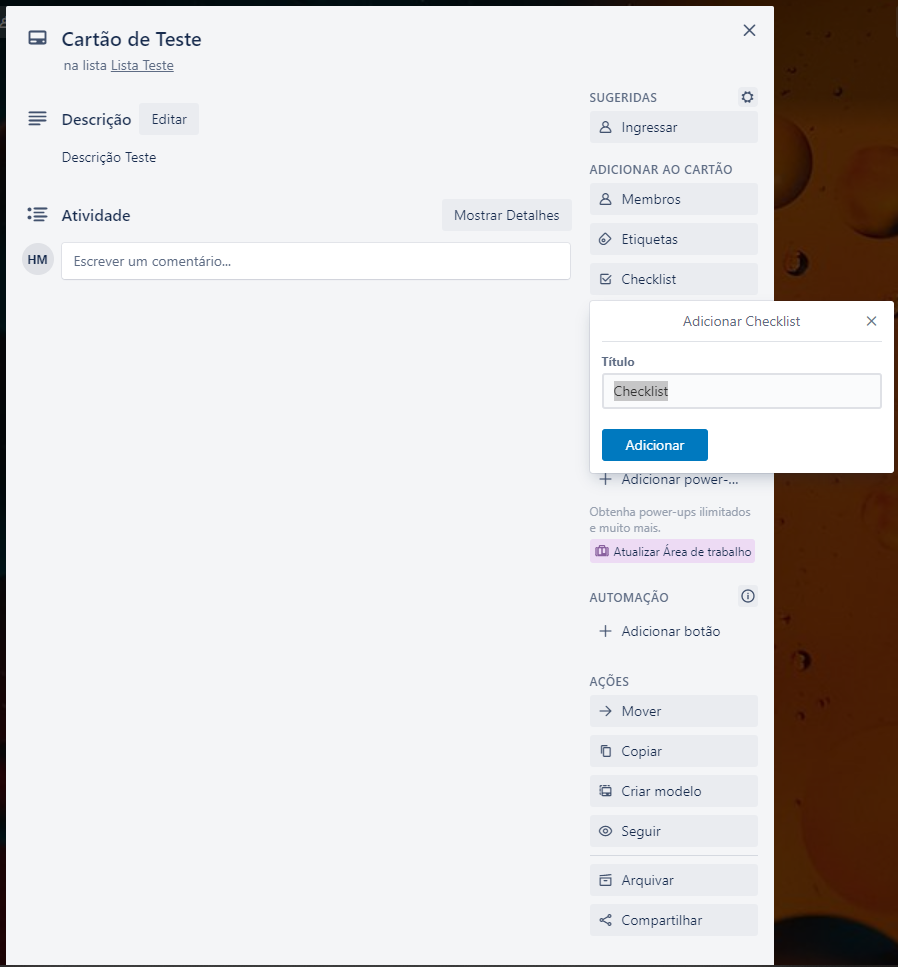 Cartão de Teste
na lista Lista Teste
Descrição Editar
Descrição Teste
Atividade Mostrar Detalhes
HM Escrever um comentário...
SUGERIDAS
Ingressar
ADICIONAR AO CARTÃO
Membros
Etiquetas
Checklist
Adicionar Checklist
Título
Checklist
Adicionar
Adicionar power-...
Obtenha power-ups ilimitados
e muito mais.
Atualizar Área de trabalho
AUTOMAÇÃO
Adicionar botão
AÇÕES
Mover
Copiar
Criar modelo
Seguir
Arquivar
Compartilhar